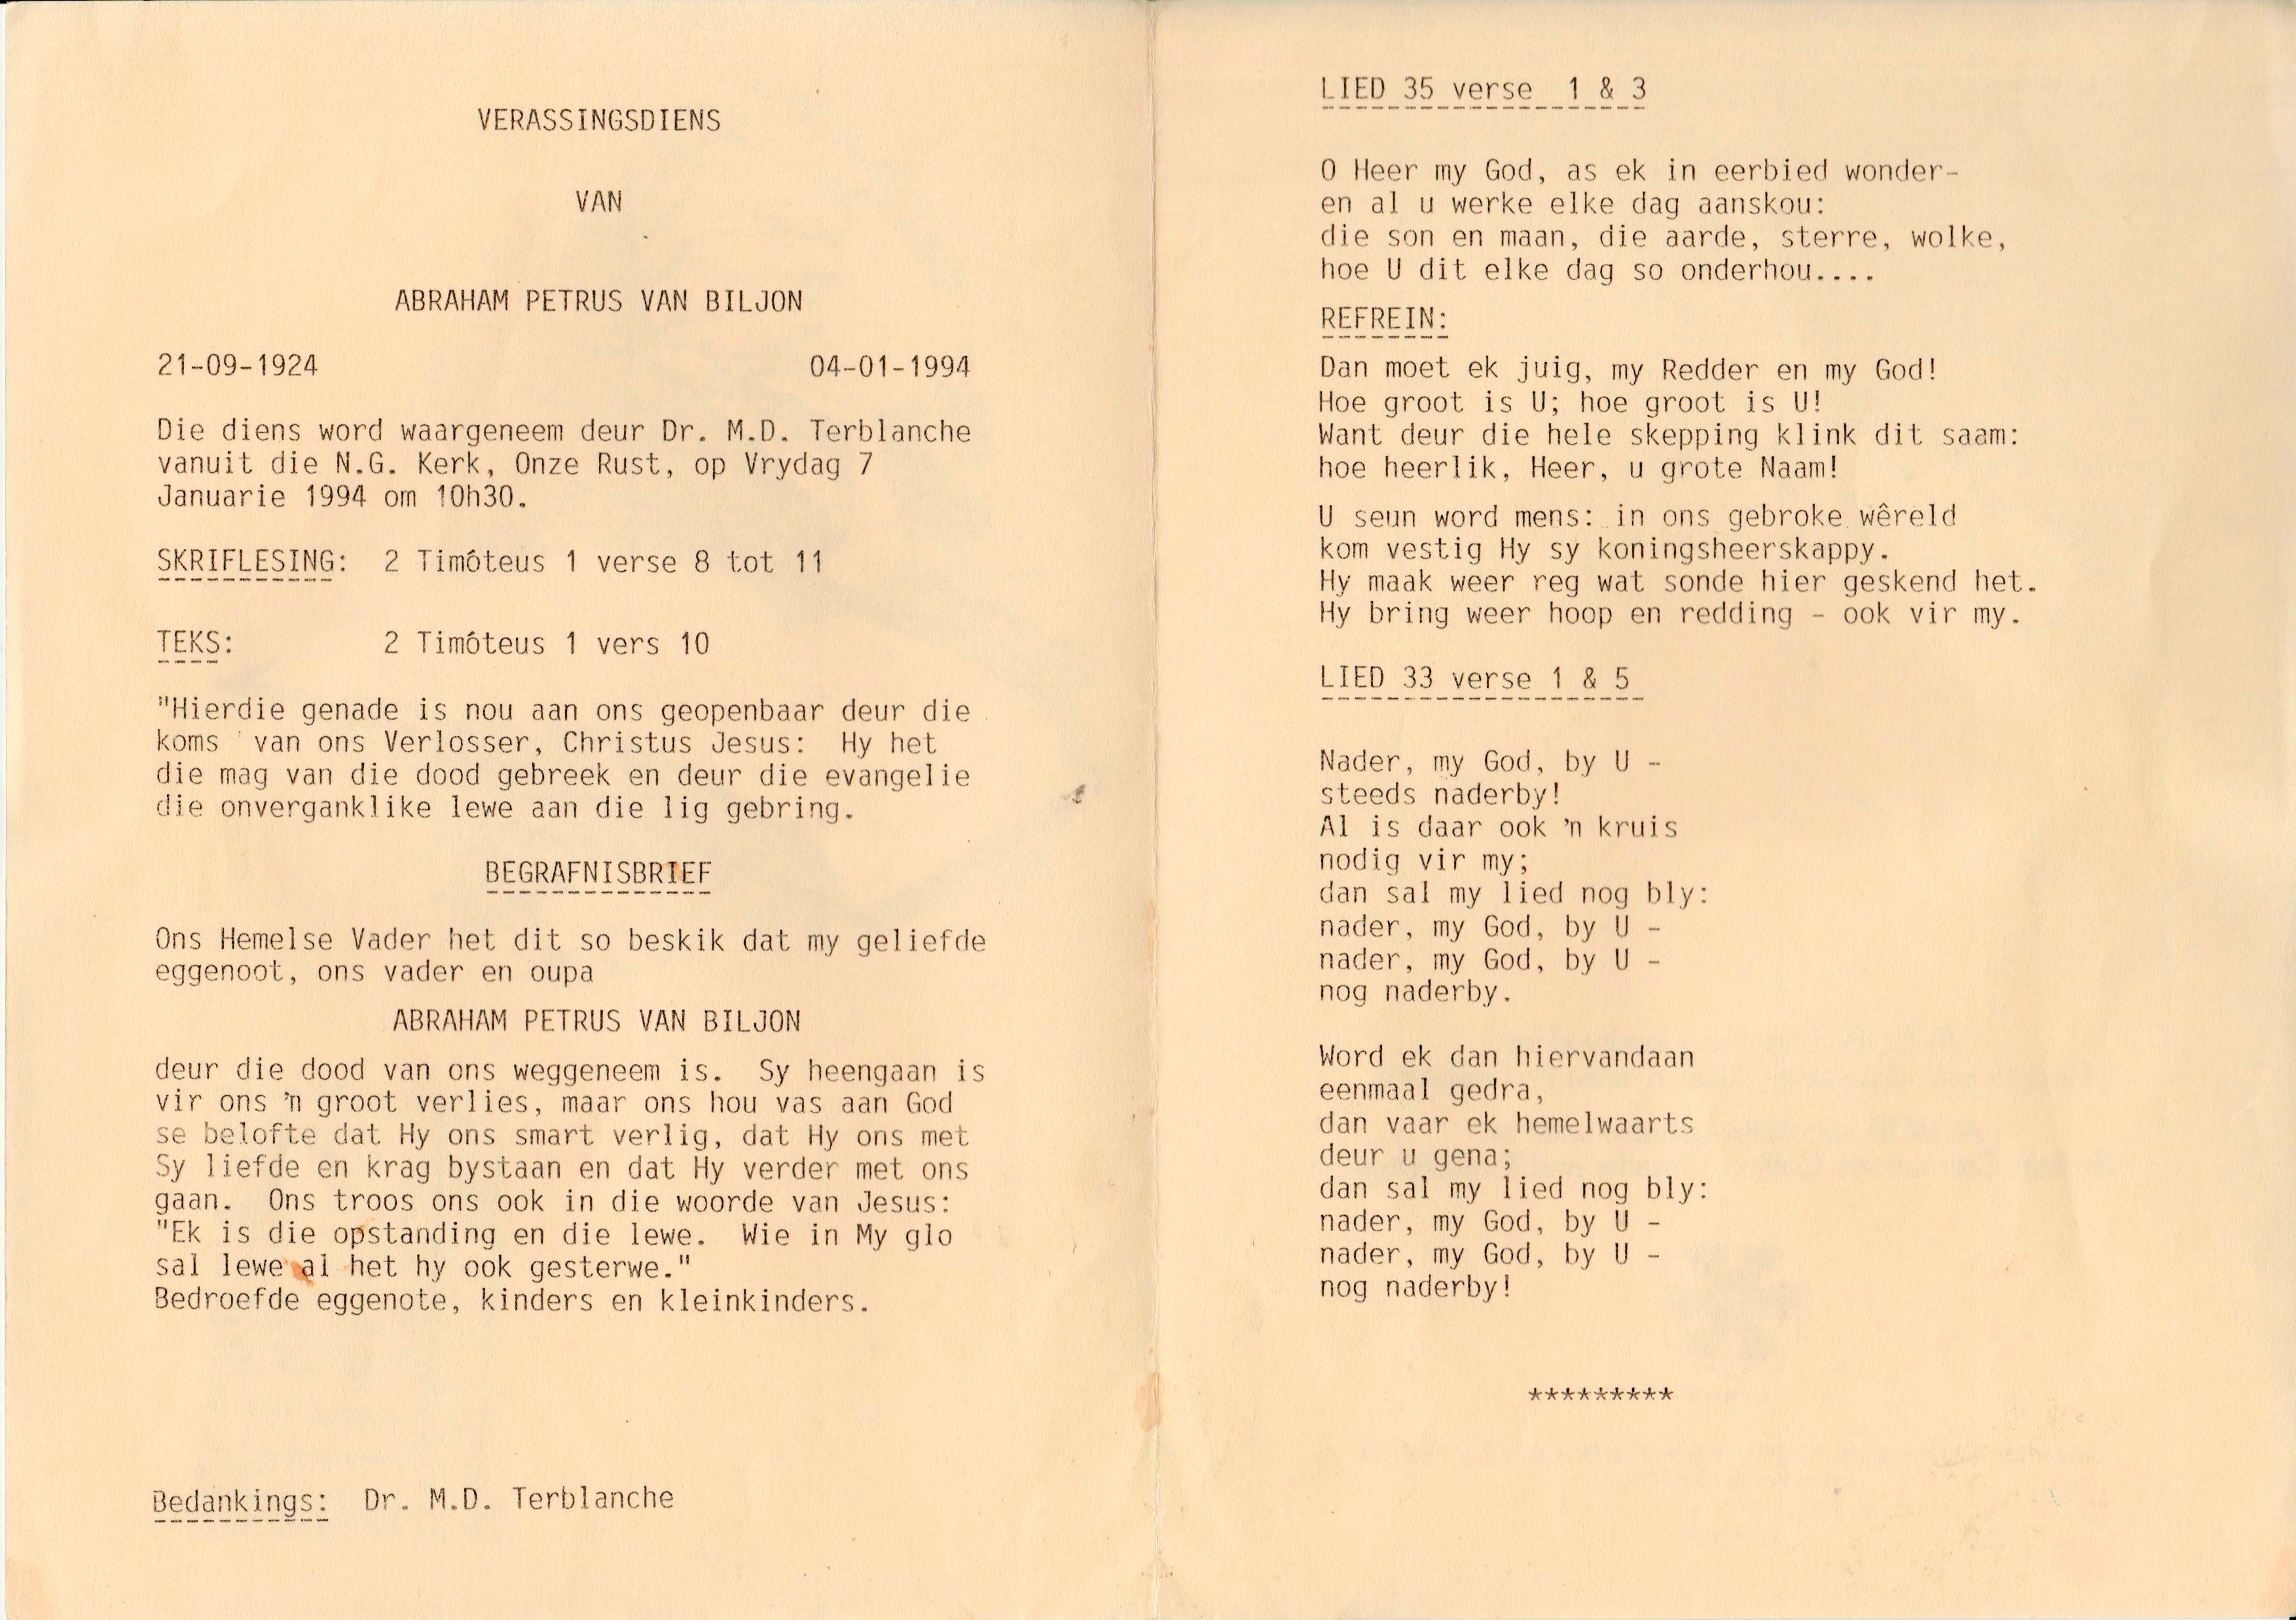 VERASSINGSDIENS
VAN
ABRAHAM PETRUS VAN BILJON
21-09-1924 04-01-1994
Die diens word waargeneem deur Dr. M.D. Terblanche
vanuit die N.G. Kerk, Onze Rust, op Vrydag 7
Januarie 1994 om 10h30.
SKRIFLESING: 2 Timóteus 1 verse 8 tot 11
TEKS: 2 Timóteus 1 vers 10
"Hierdie genade is nou aan ons geopenbaar deur die
koms van ons Verlosser, Christus Jesus: Hy het
die mag van die dood gebreek en deur die evangelie
die onverganklike lewe aan die lig gebring.
BEGRAFNISBRIEF
Ons Hemelse Vader het dit so beskik dat my geliefde
eggenoot, ons vader en oupa
ABRAHAM PETRUS VAN BILJON
deur die dood van ons weggeneem is. Sy heengaan is
vir ons 'n groot verlies, maar ons hou vas aan God
se belofte dat Hy ons smart verlig, dat Hy ons met
Sy liefde en krag bystaan en dat Hy verder met ons
gaan. Ons troos ons ook in die woorde van Jesus:
"Ek is die opstanding en die lewe. Wie in My glo
sal lewe al het hy ook gesterwe."
Bedroefde eggenote, kinders en kleinkinders.
Bedankings: Dr. M.D. Terblanche
LIED 35 verse 1 & 3
O Heer my God, as ek in eerbied wonder-
en al u werke elke dag aanskou:
die son en maan, die aarde, sterre, wolke,
hoe U dit elke dag so onderhou....
REFREIN:
Dan moet ek juig, my Redder en my God!
Hoe groot is U; hoe groot is U!
Want deur die hele skepping klink dit saam:
hoe heerlik, Heer, u grote Naam!
U seun word mens: in ons gebroke wêreld
kom vestig Hy sy koningsheerskappy.
Hy maak weer reg wat sonde hier geskend het.
Hy bring weer hoop en redding - ook vir my.
LIED 33 verse 1 & 5
Nader, my God, by U -
steeds naderby!
Al is daar ook 'n kruis
nodig vir my;
dan sal my lied nog bly:
nader, my God, by U -
nader, my God, by U -
nog naderby.
Word ek dan hiervandaan
eenmaal gedra,
dan vaar ek hemelwaarts
deur u gena;
dan sal my lied nog bly:
nader, my God, by U -
nader, my God, by U -
nog naderby!
*********